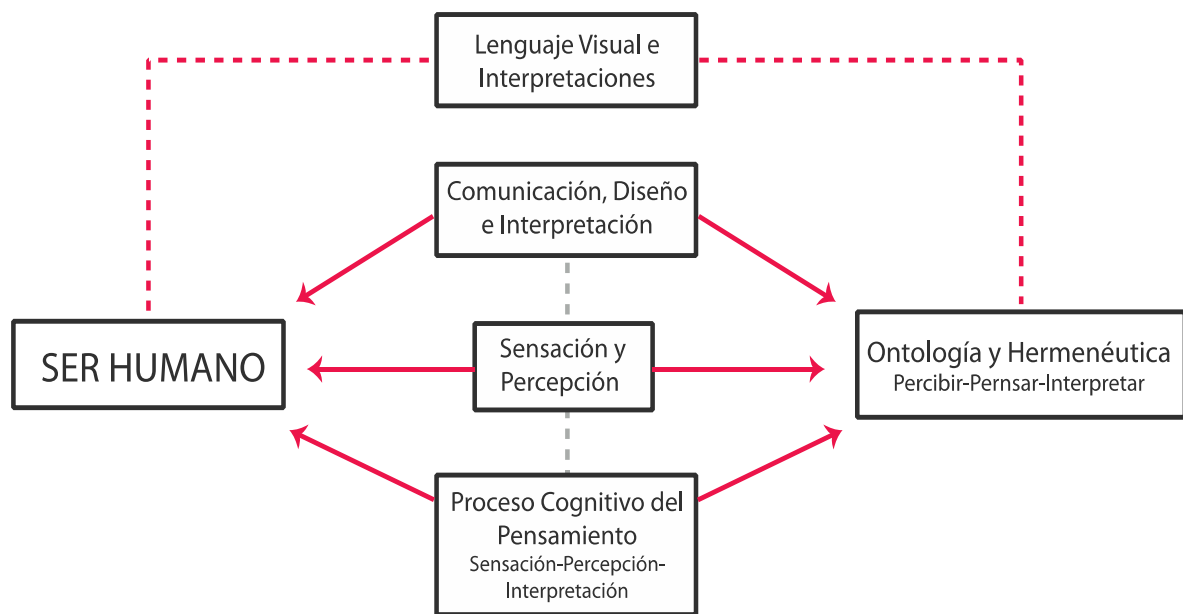 Lenguaje Visual e
Interpretaciones
Comunicación, Diseño
e Interpretación
SER HUMANO
Sensación y
Percepción
Ontología y Hermenéutica
Percibir-Pernsar-Interpretar
Proceso Cognitivo del
Pensamiento
Sensación-Percepción-
Interpretación